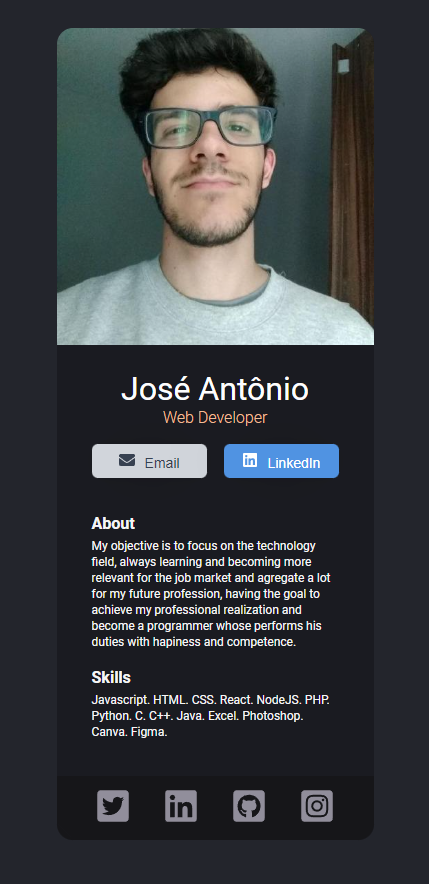 José Antônio
Web Developer
Email
LinkedIn
About
My objective is to focus on the technology
field, always learning and becoming more
relevant for the job market and agregate a lot
for my future profession, having the goal to
achieve my professional realization and
become a programmer whose performs his
duties with hapiness and competence.
Skills
Javascript. HTML. CSS. React. NodeJS. PHP.
Python. C. C++. Java. Excel. Photoshop.
Canva. Figma.